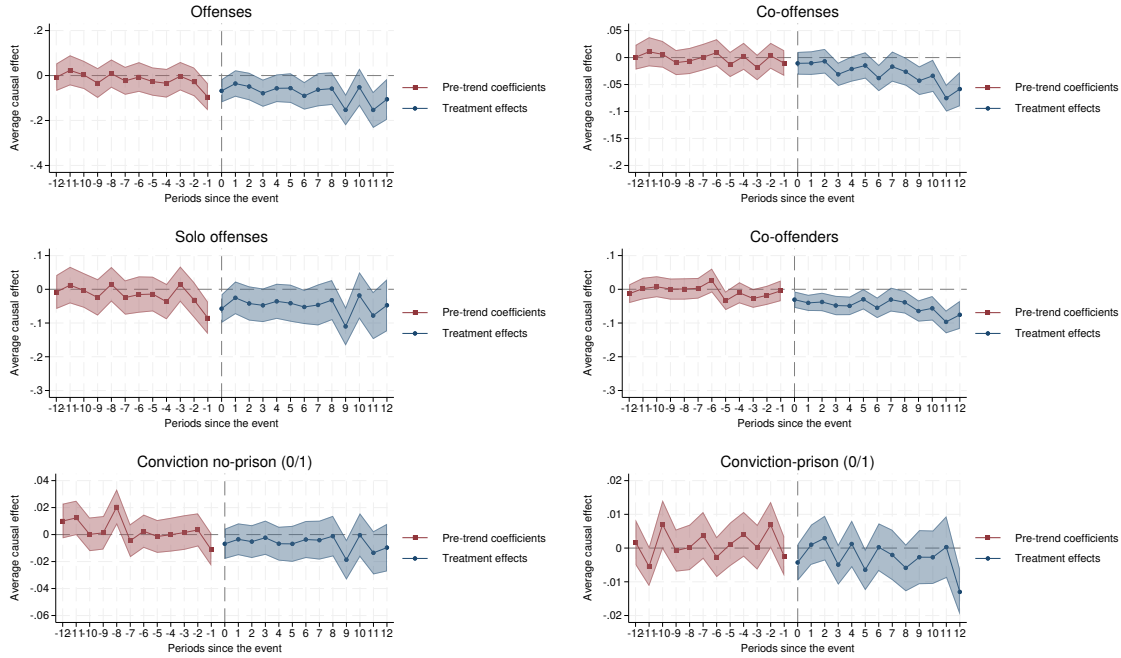 Offenses
Average causal effect
.2
0
-.2
-.4
-12 -11 -10 -9 -8 -7 -6 -5 -4 -3 -2 -1 0 1 2 3 4 5 6 7 8 9 10 11 12
Periods since the event
Pre-trend coefficients
Treatment effects
Co-offenses
Average causal effect
.05
0
-.05
-.1
-.15
-.2
-12 -11 -10 -9 -8 -7 -6 -5 -4 -3 -2 -1 0 1 2 3 4 5 6 7 8 9 10 11 12
Periods since the event
Pre-trend coefficients
Treatment effects
Solo offenses
Average causal effect
.1
0
-.1
-.2
-.3
-12 -11 -10 -9 -8 -7 -6 -5 -4 -3 -2 -1 0 1 2 3 4 5 6 7 8 9 10 11 12
Periods since the event
Pre-trend coefficients
Treatment effects
Co-offenders
Average causal effect
.1
0
-.1
-.2
-.3
-12 -11 -10 -9 -8 -7 -6 -5 -4 -3 -2 -1 0 1 2 3 4 5 6 7 8 9 10 11 12
Periods since the event
Pre-trend coefficients
Treatment effects
Conviction no-prison (0/1)
Average causal effect
.04
.02
0
-.02
-.04
-.06
-12 -11 -10 -9 -8 -7 -6 -5 -4 -3 -2 -1 0 1 2 3 4 5 6 7 8 9 10 11 12
Periods since the event
Pre-trend coefficients
Treatment effects
Conviction-prison (0/1)
Average causal effect
.02
.01
0
-.01
-.02
-12 -11 -10 -9 -8 -7 -6 -5 -4 -3 -2 -1 0 1 2 3 4 5 6 7 8 9 10 11 12
Periods since the event
Pre-trend coefficients
Treatment effects